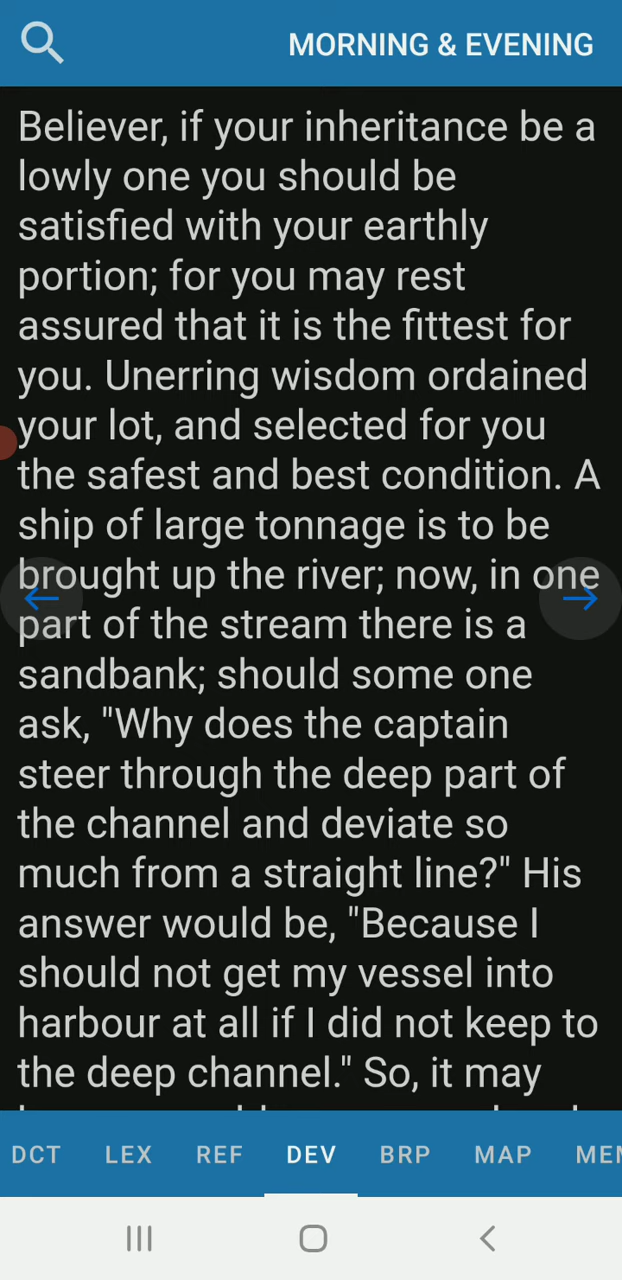 MORNING & EVENING
Believer, if your inheritance be a
lowly one you should be
satisfied with your earthly
portion; for you may rest
assured that it is the fittest for
you. Unerring wisdom ordained
your lot, and selected for you
the safest and best condition. A
ship of large tonnage is to be
brought up the river; now, in one
part of the stream there is a
sandbank; should some one
ask, "Why does the captain
steer through the deep part of
the channel and deviate so
much from a straight line?" His
answer would be, "Because I
should not get my vessel into
harbour at all if I did not keep to
the deep channel." So, it may
DCT LEX REF DEV BRP MAP